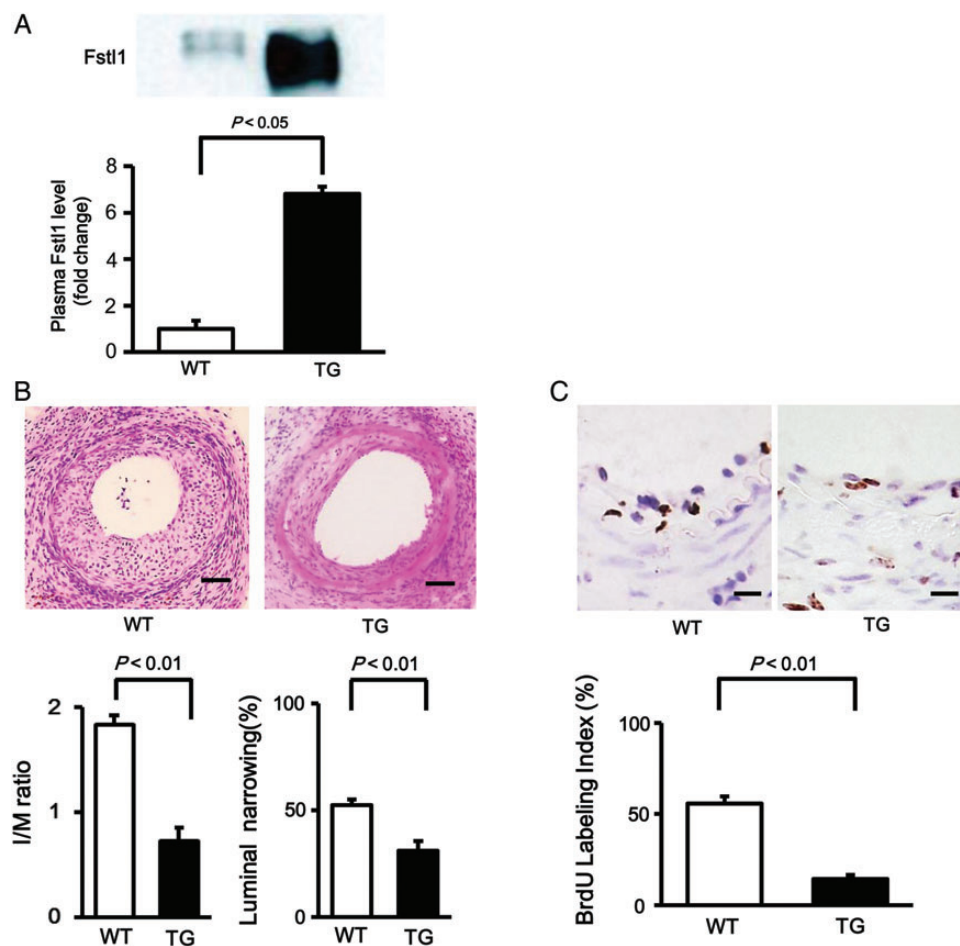 A
Fstl1
P < 0.05
Plasma Fstl1 level
(fold change)
8
6
4
2
0
WT
TG
B
WT
TG
P < 0.01
I/M ratio
2
1
0
WT
TG
P < 0.01
Luminal narrowing(%)
100
50
0
WT
TG
C
WT
TG
P < 0.01
BrdU Labeling Index (%)
100
50
0
WT
TG